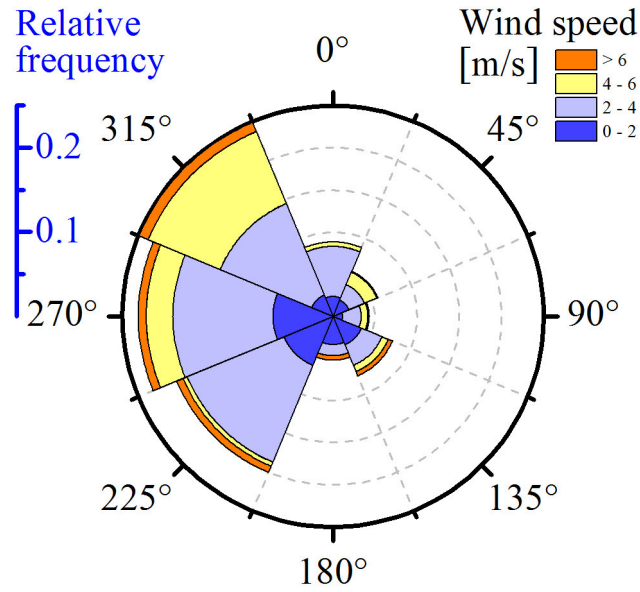 Relative
frequency
0.2
0.1
Wind speed
[m/s]
> 6
4 - 6
2 - 4
0 - 2
0°
45°
90°
135°
180°
225°
270°
315°